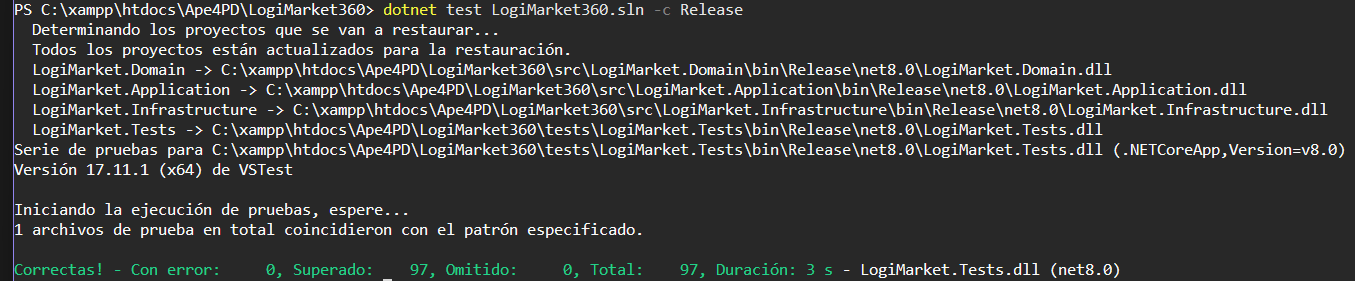 PS C:\xampp\htdocs\Ape4PD\LogiMarket360> dotnet test LogiMarket360.sln -c Release
Determinando los proyectos que se van a restaurar...
Todos los proyectos están actualizados para la restauración.
LogiMarket.Domain -> C:\xampp\htdocs\Ape4PD\LogiMarket360\src\LogiMarket.Domain\bin\Release\net8.0\LogiMarket.Domain.dll
LogiMarket.Application -> C:\xampp\htdocs\Ape4PD\LogiMarket360\src\LogiMarket.Application\bin\Release\net8.0\LogiMarket.Application.dll
LogiMarket.Infrastructure -> C:\xampp\htdocs\Ape4PD\LogiMarket360\src\LogiMarket.Infrastructure\bin\Release\net8.0\LogiMarket.Infrastructure.dll
LogiMarket.Tests -> C:\xampp\htdocs\Ape4PD\LogiMarket360\tests\LogiMarket.Tests\bin\Release\net8.0\LogiMarket.Tests.dll
Serie de pruebas para C:\xampp\htdocs\Ape4PD\LogiMarket360\tests\LogiMarket.Tests\bin\Release\net8.0\LogiMarket.Tests.dll (.NETCoreApp,Version=v8.0)
Versión 17.11.1 (x64) de VSTest
Iniciando la ejecución de pruebas, espere...
1 archivos de prueba en total coincidieron con el patrón especificado.
Correctas! - Con error:     0, Superado:    97, Omitido:     0, Total:    97, Duración: 3 s - LogiMarket.Tests.dll (net8.0)